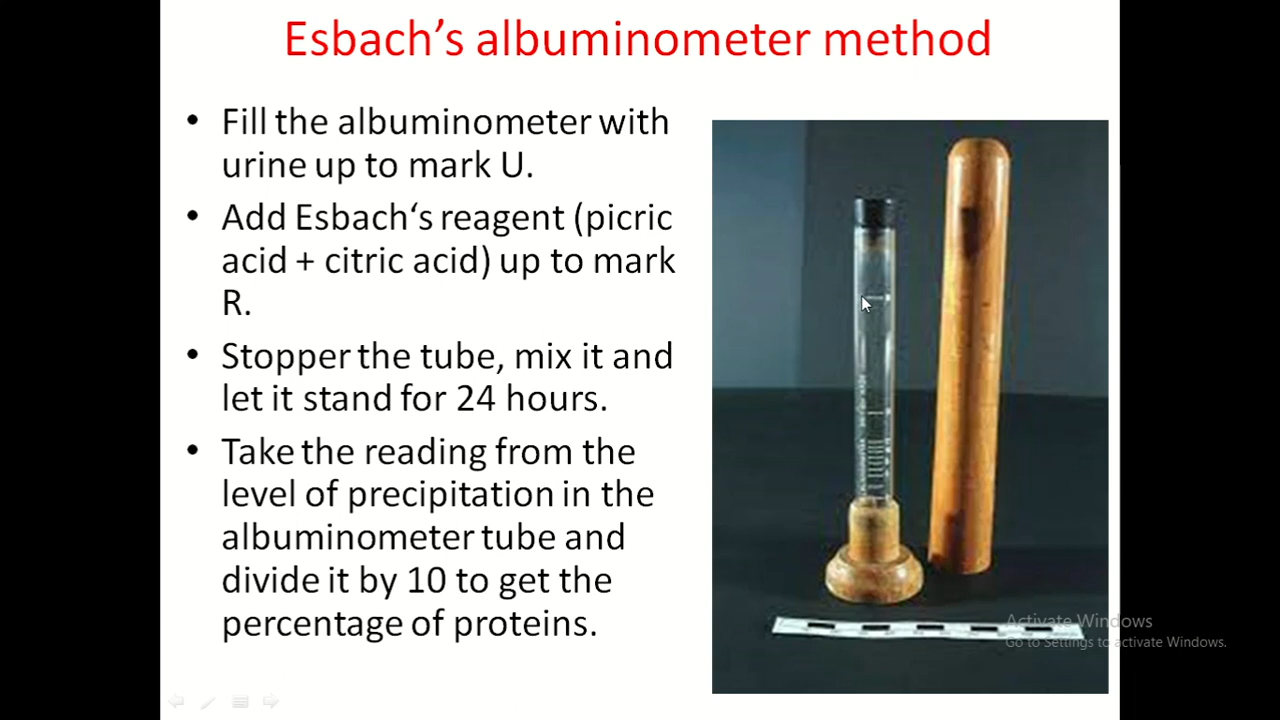 Esbach’s albuminometer method
• Fill the albuminometer with
urine up to mark U.
• Add Esbach‘s reagent (picric
acid + citric acid) up to mark
R.
• Stopper the tube, mix it and
let it stand for 24 hours.
• Take the reading from the
level of precipitation in the
albuminometer tube and
divide it by 10 to get the
percentage of proteins.
Activate Windows
Go to Settings to activate Windows.